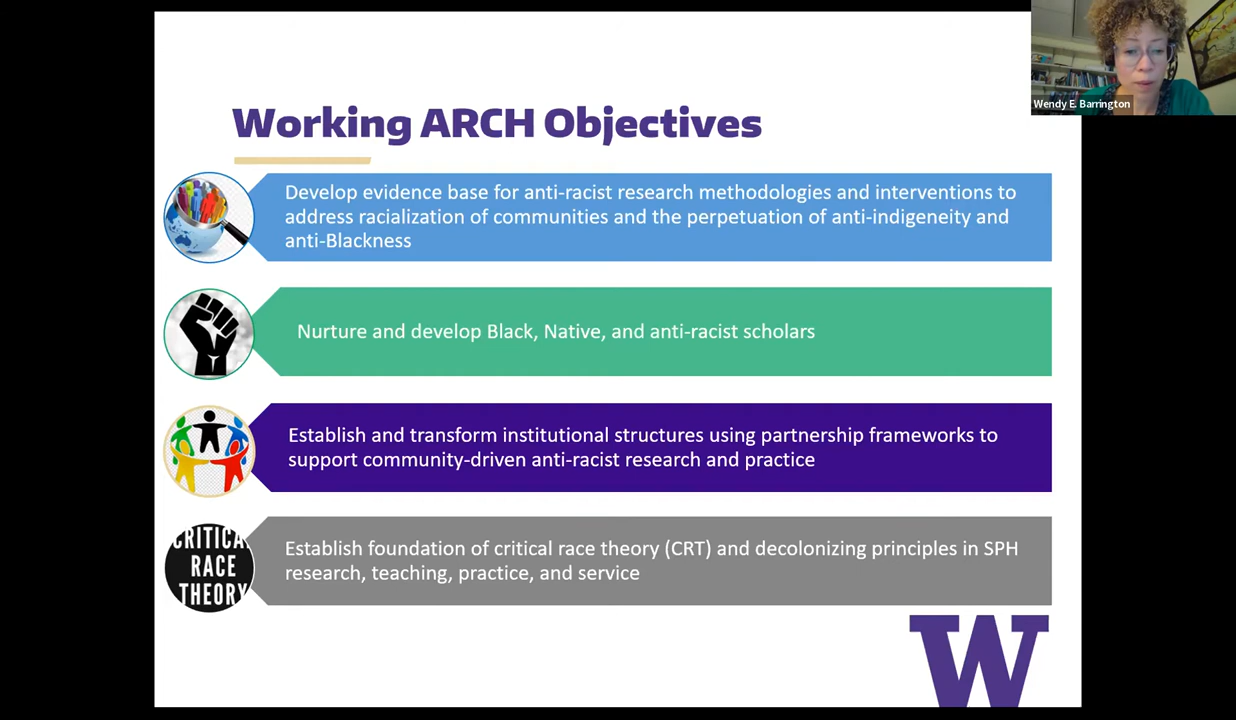 Wendy E. Barrington
Working ARCH Objectives
Develop evidence base for anti-racist research methodologies and interventions to
address racialization of communities and the perpetuation of anti-indigeneity and
anti-Blackness
Nurture and develop Black, Native, and anti-racist scholars
Establish and transform institutional structures using partnership frameworks to
support community-driven anti-racist research and practice
CRITICAL
RACE
THEORY
Establish foundation of critical race theory (CRT) and decolonizing principles in SPH
research, teaching, practice, and service
W